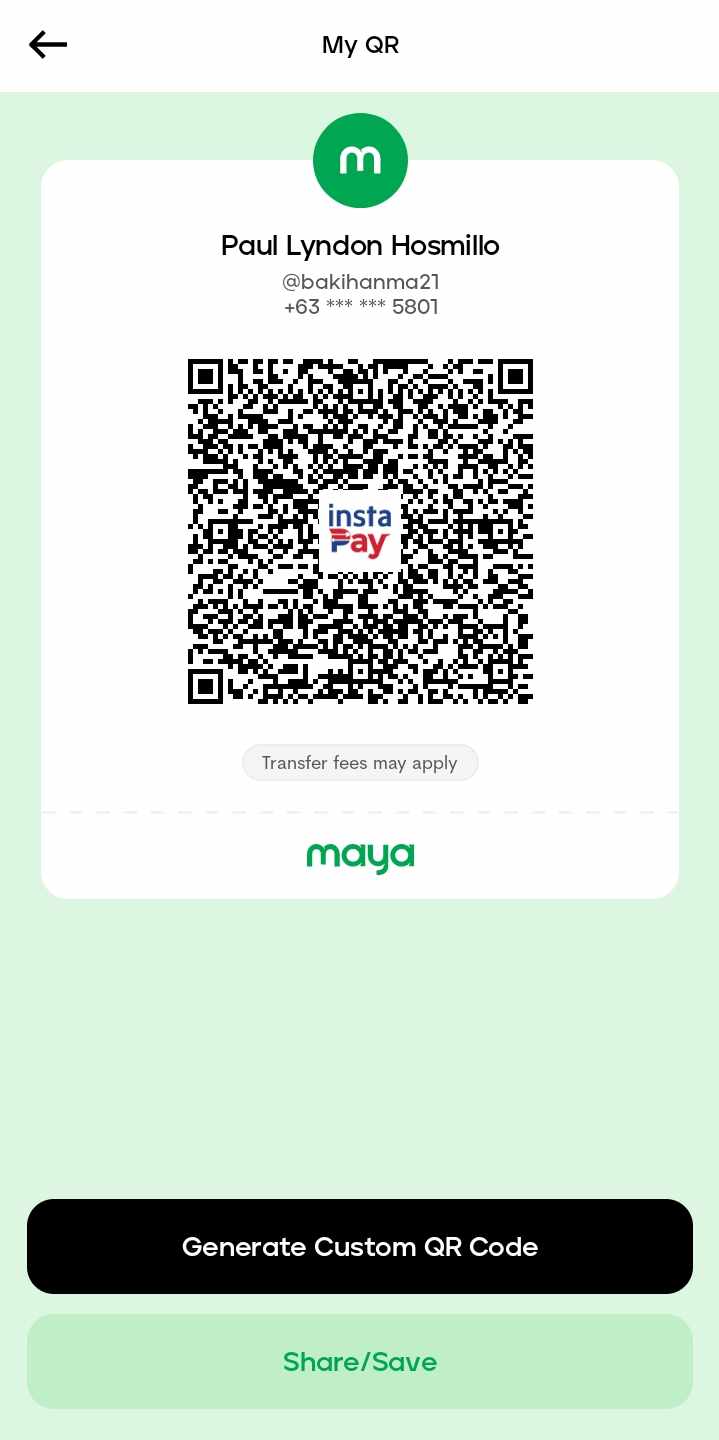 My QR
m
Paul Lyndon Hosmillo
@bakihanma21
+63 *** *** 5801
insta
Pay
Transfer fees may apply
maya
Generate Custom QR Code
Share/Save